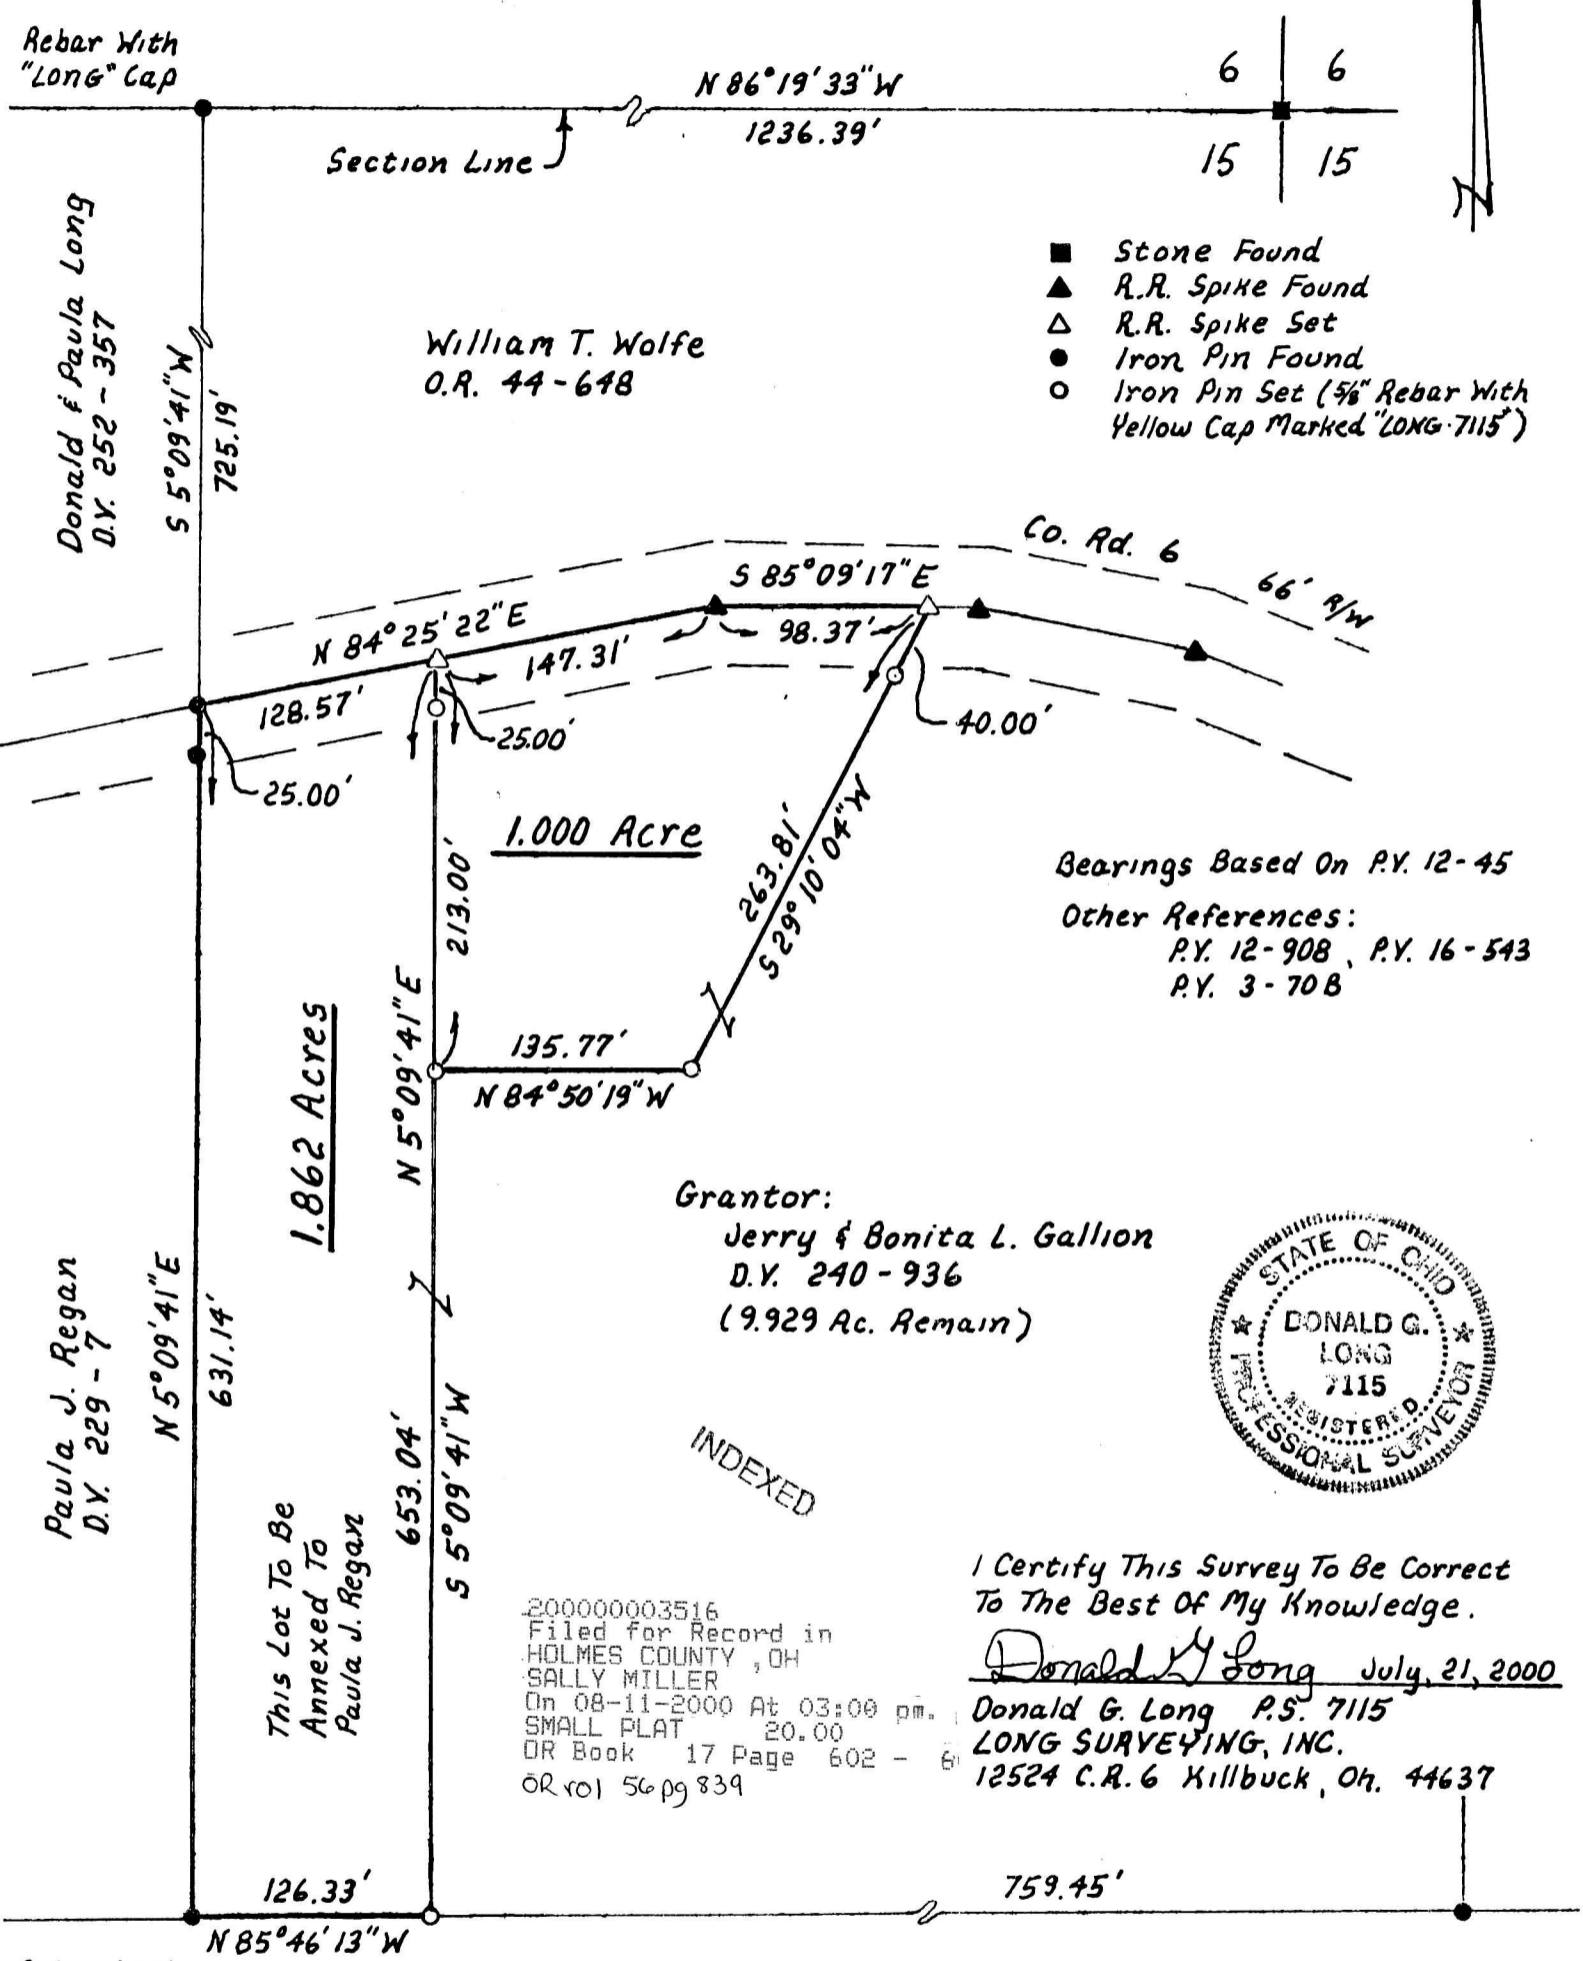 Rebar With
"LONG" Cap
N 86°19'33" W
1236.39'
Section Line
6 6
15 15
Z
Stone Found
R.R. Spike Found
R.R. Spike Set
Iron Pin Found
Iron Pin Set (5/8" Rebar With
Yellow Cap Marked "LONG-7115")
Donald & Paula Long
D.V. 252-357
S 5°09'41" W
725.19'
William T. Wolfe
O.R. 44-648
Co. Rd. 6
66' R/W
S 85°09'17" E
N 84°25'22" E
98.37'
147.31'
128.57'
25.00'
25.00'
40.00'
1.000 Acre
213.00'
263.81'
S 29°10'04" W
Bearings Based On P.V. 12-45
Other References:
P.V. 12-908, P.V. 16-543
P.V. 3-70B
N 5°09'41" E
135.77'
N 84°50'19" W
1.862 Acres
Grantor:
Jerry & Bonita L. Gallion
D.V. 240-936
(9.929 Ac. Remain)
STATE OF OHIO
DONALD G.
LONG
7115
REGISTERED
PROFESSIONAL SURVEYOR
Paula J. Regan
D.V. 229-7
N 5°09'41" E
631.14'
653.04'
S 5°09'41" W
INDEXED
This Lot To Be
Annexed To
Paula J. Regan
200000003516
Filed for Record in
HOLMES COUNTY ,OH
SALLY MILLER
On 08-11-2000 At 03:00 pm.
SMALL PLAT 20.00
OR Book 17 Page 602 - 6
OR vol 56 pg 839
I Certify This Survey To Be Correct
To The Best Of My Knowledge.
Donald G Long July, 21, 2000
Donald G. Long P.S. 7115
LONG SURVEYING, INC.
12524 C.R. 6 Killbuck, Oh. 44637
126.33'
N 85°46'13" W
759.45'